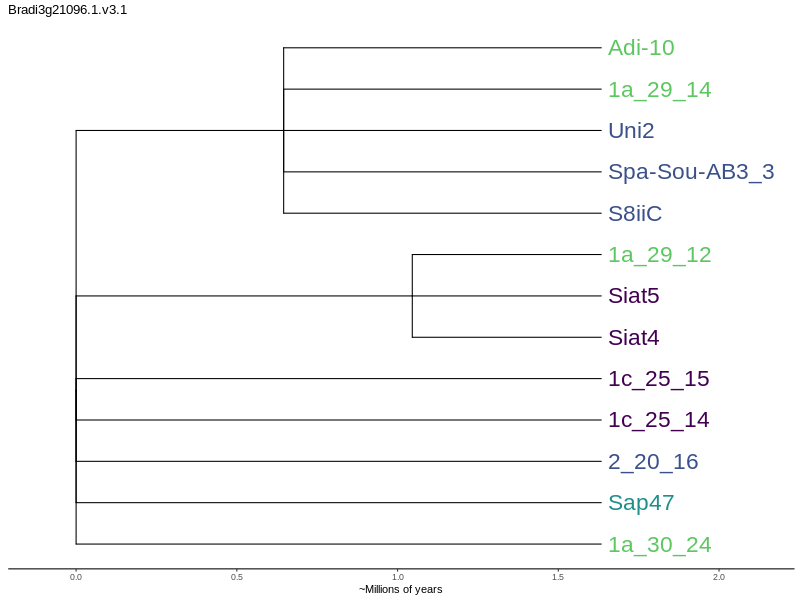 Bradi3g21096.1.v3.1
Adi-10
1a_29_14
Uni2
Spa-Sou-AB3_3
S8iiC
1a_29_12
Siat5
Siat4
1c_25_15
1c_25_14
2_20_16
Sap47
1a_30_24
0.0 0.5 1.0 1.5 2.0
~Millions of years